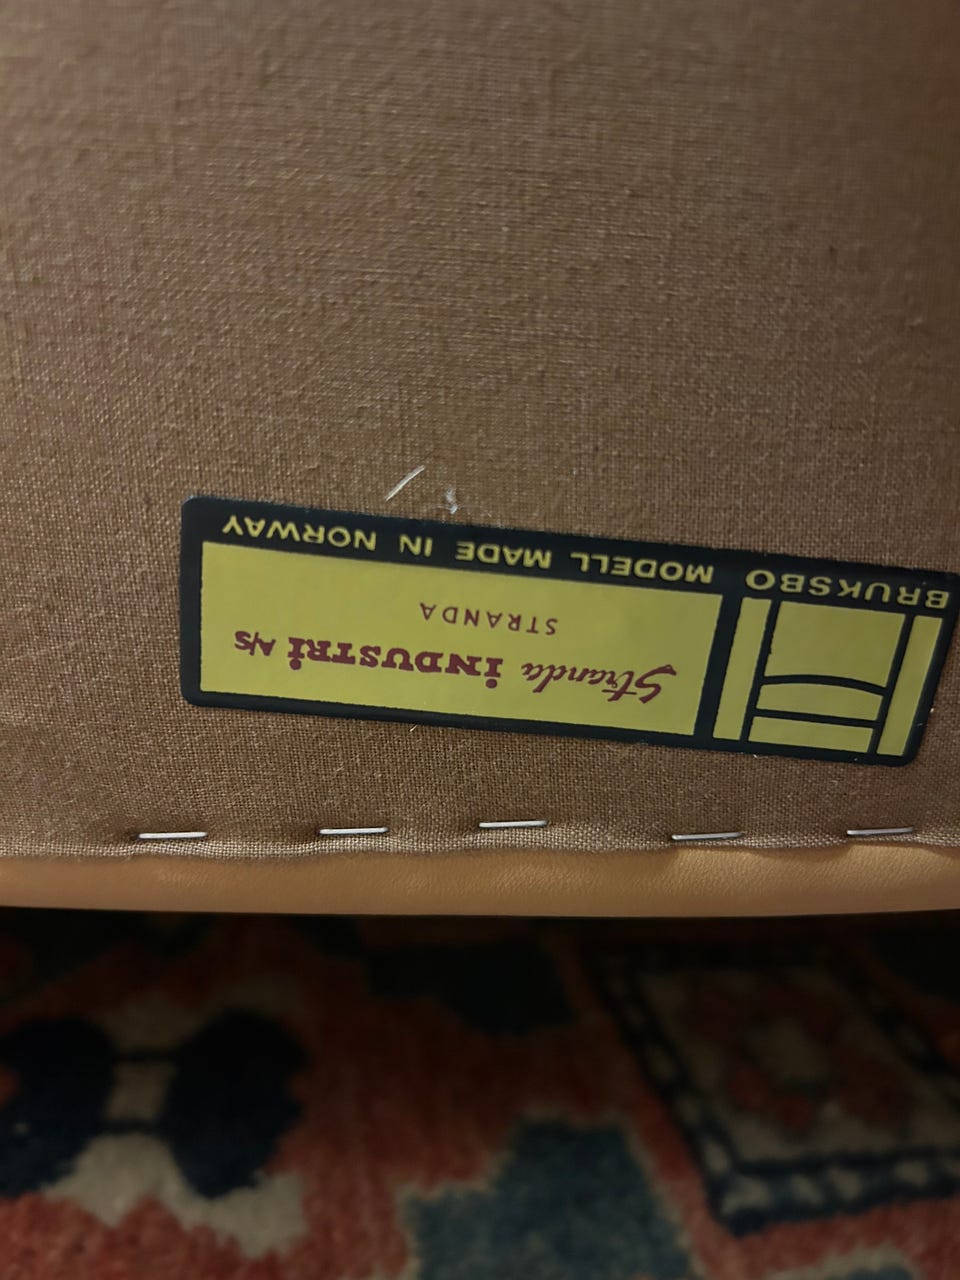 BRUKSBO MODELL MADE IN NORWAY
Stranda iNDUSTRi A/S
STRANDA